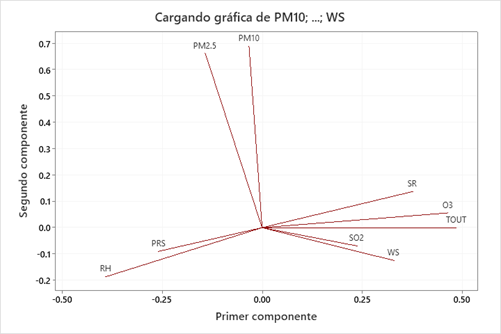 Cargando gráfica de PM10; ...; WS
0.7
0.6
0.5
0.4
0.3
0.2
0.1
0.0
-0.1
-0.2
Segundo componente
PM2.5
PM10
SR
O3
TOUT
SO2
WS
PRS
RH
-0.50
-0.25
0.00
0.25
0.50
Primer componente